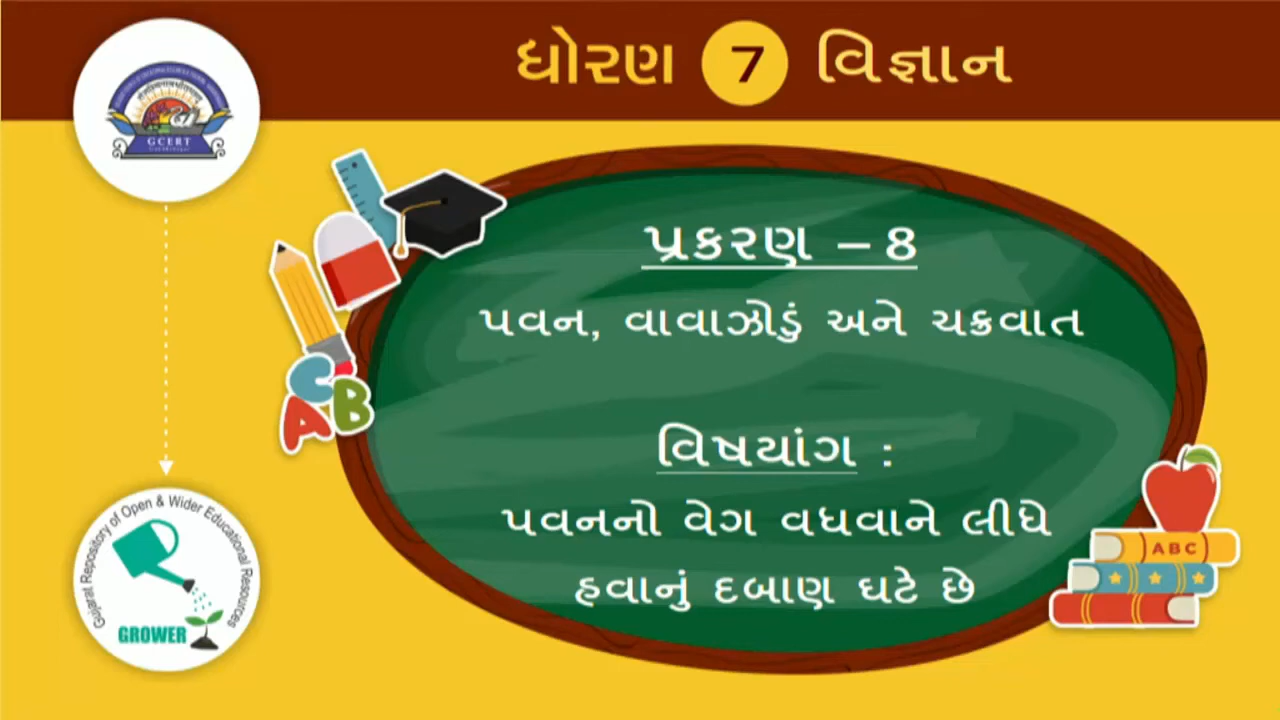 ધોરણ 7 વિજ્ઞાન
GCERT
પ્રકરણ – 8
પવન, વાવાઝોડું અને ચક્રવાત
વિષયાંગ :
પવનનો વેગ વધવાને લીધે
હવાનું દબાણ ઘટે છે
CAB
ABC
Gujarat Repository of Open & Wider Educational Resources
GROWER